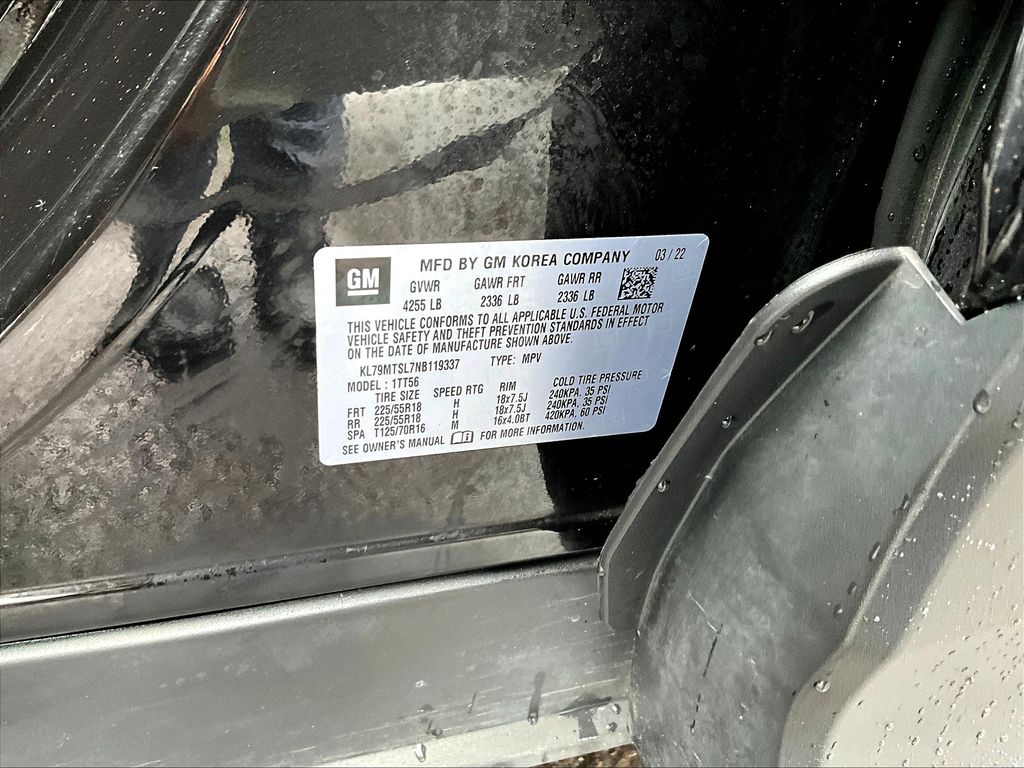 GM MFD BY GM KOREA COMPANY 03 / 22
GVWR GAWR FRT GAWR RR
4255 LB 2336 LB 2336 LB
THIS VEHICLE CONFORMS TO ALL APPLICABLE U.S. FEDERAL MOTOR
VEHICLE SAFETY AND THEFT PREVENTION STANDARDS IN EFFECT
ON THE DATE OF MANUFACTURE SHOWN ABOVE.
KL79MTSL7NB119337 TYPE: MPV
MODEL: 1TT56
TIRE SIZE SPEED RTG RIM COLD TIRE PRESSURE
FRT 225/55R18 H 18x7.5J 240KPA, 35 PSI
RR 225/55R18 H 18x7.5J 240KPA, 35 PSI
SPA T125/70R16 M 16x4.0BT 420KPA, 60 PSI
SEE OWNER'S MANUAL FOR MORE INFORMATION.